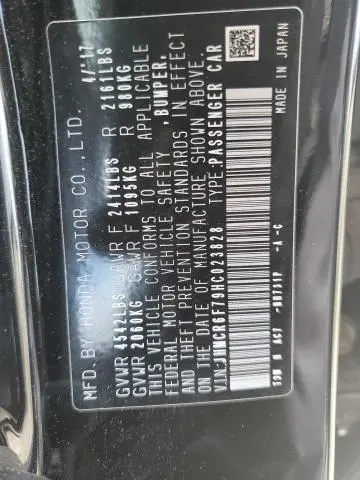 MFD. BY HONDA MOTOR CO., LTD. 4/'17
GVWR 4542LBS GAWR F 2414LBS R 2161LBS
GVWR 2060KG GAWR F 1095KG R 980KG
THIS VEHICLE CONFORMS TO ALL APPLICABLE
FEDERAL MOTOR VEHICLE SAFETY ,BUMPER,
AND THEFT PREVENTION STANDARDS IN EFFECT
ON THE DATE OF MANUFACTURE SHOWN ABOVE.
V.I.N.:JHMCR6F79HC023828 TYPE:PASSENGER CAR
-A -C MADE IN JAPAN